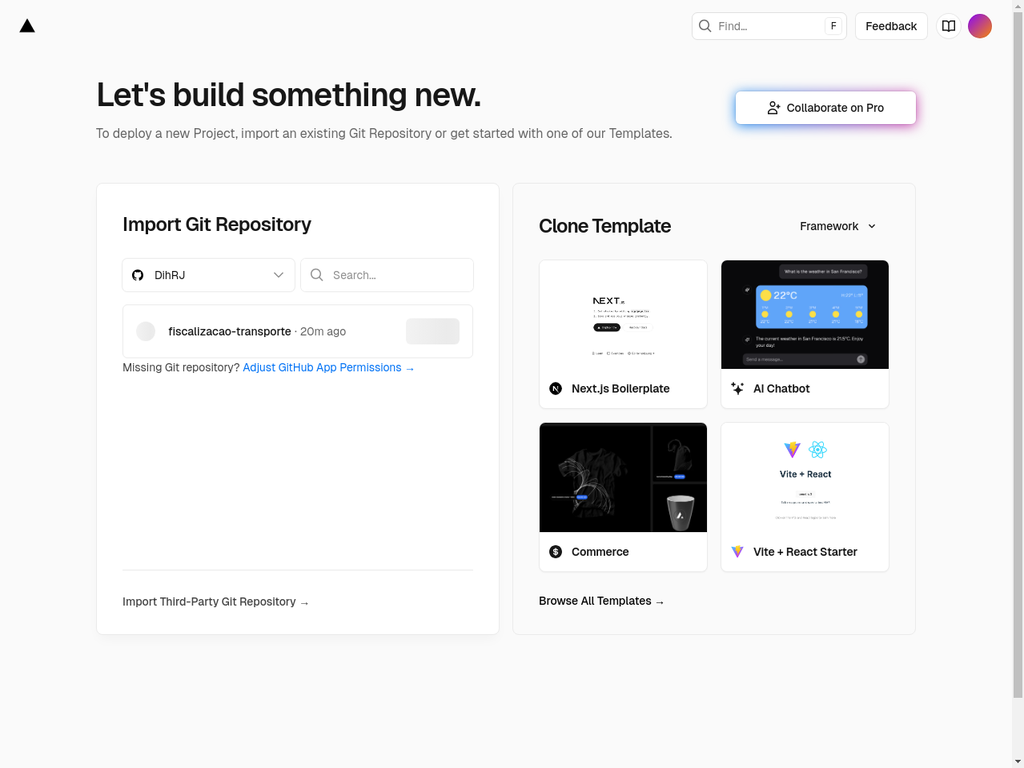 Find...
F
Feedback
Let's build something new.
To deploy a new Project, import an existing Git Repository or get started with one of our Templates.
Collaborate on Pro
Import Git Repository
DihRJ
Search...
fiscalizacao-transporte · 20m ago
Missing Git repository? Adjust GitHub App Permissions →
Import Third-Party Git Repository →
Clone Template
Framework
NEXT
Next.js Boilerplate
What is the weather in San Francisco?
22°C
The current weather in San Francisco is 21.5°C. Enjoy
your day!
Send a message...
AI Chatbot
Commerce
Vite + React
Vite + React Starter
Browse All Templates →